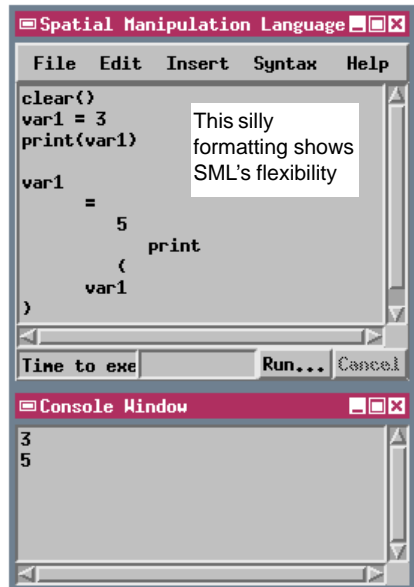 Spatial Manipulation Language
File Edit Insert Syntax Help
clear()
var1 = 3
print(var1)
This silly
formatting shows
SML's flexibility
var1
=
5
print
(
var1
)
Time to exe
Run... Cancel
Console Window
3
5